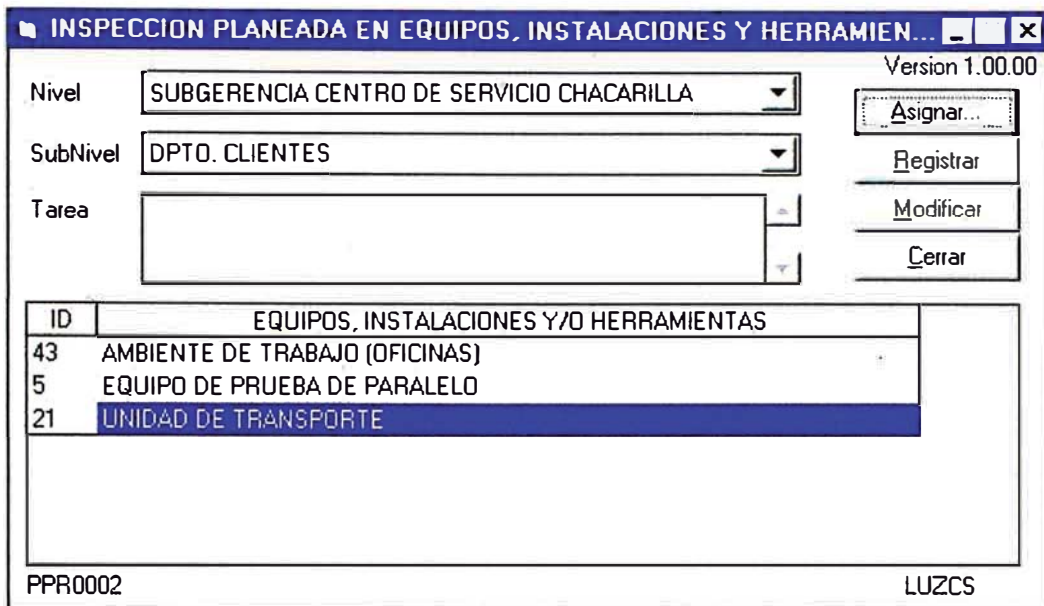 INSPECCION PLANEADA EN EQUIPOS, INSTALACIONES Y HERRAMIEN...
Version 1.00.00
Nivel SUBGERENCIA CENTRO DE SERVICIO CHACARILLA
Asignar...
SubNivel DPTO. CLIENTES
Registrar
Tarea
Modificar
Cerrar
ID EQUIPOS, INSTALACIONES Y/O HERRAMIENTAS
43 AMBIENTE DE TRABAJO (OFICINAS)
5 EQUIPO DE PRUEBA DE PARALELO
21 UNIDAD DE TRANSPORTE
PPR0002 LUZCS